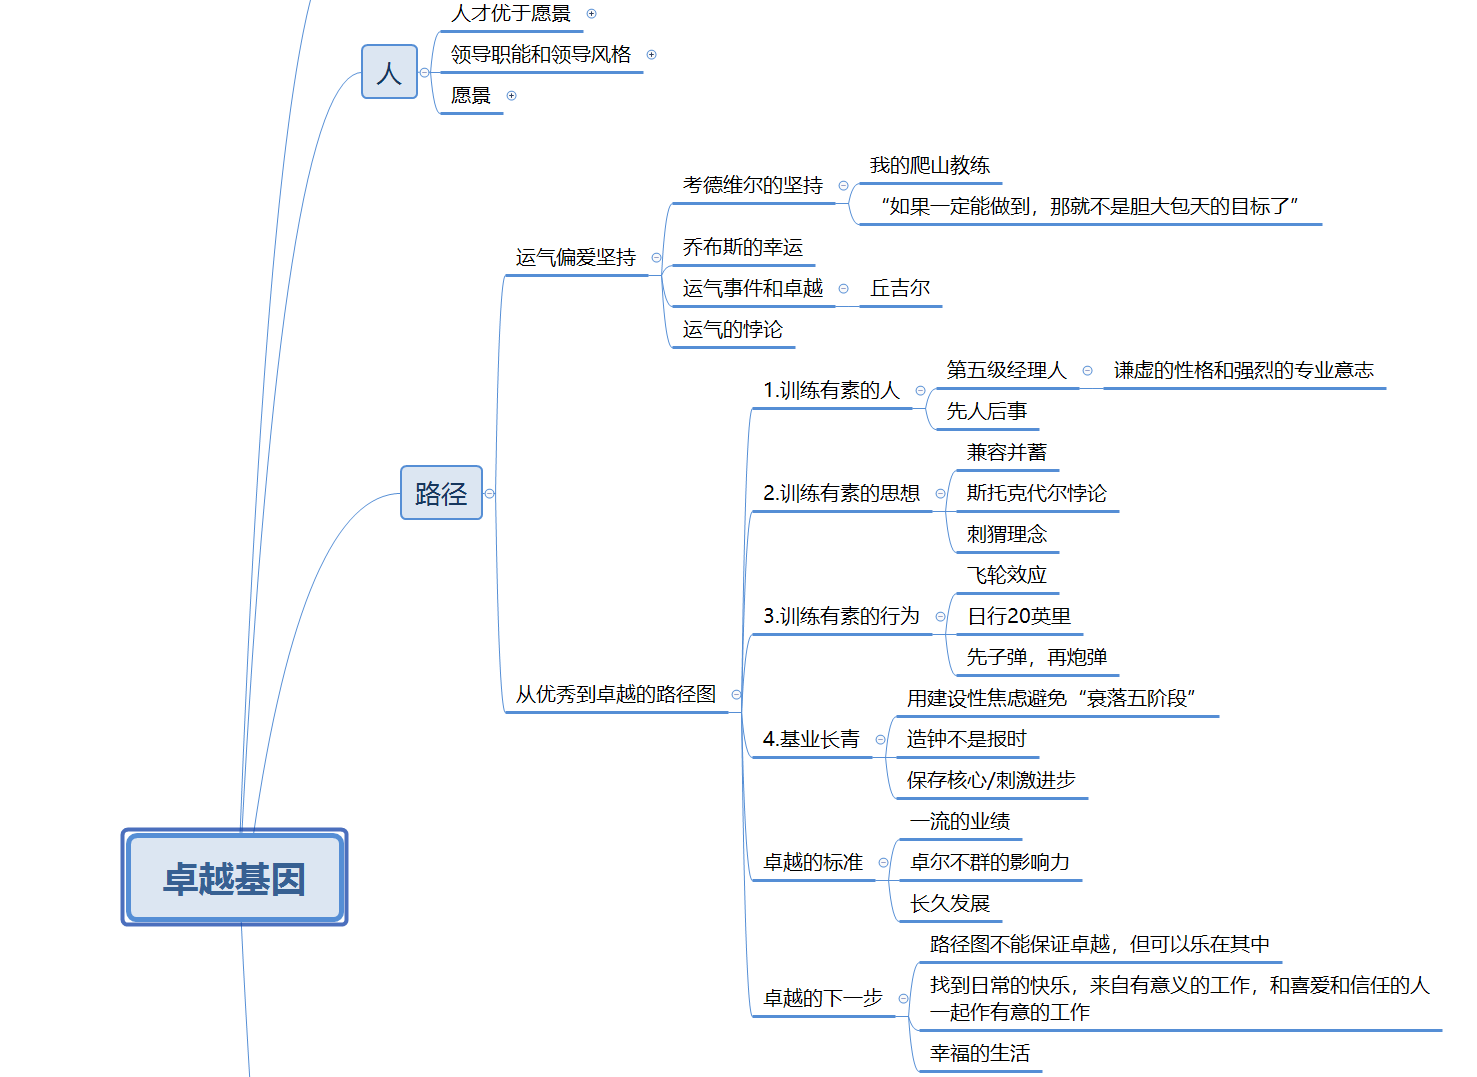 人才优于愿景
人
领导职能和领导风格
愿景
我的爬山教练
考德维尔的坚持
“如果一定能做到，那就不是胆大包天的目标了”
运气偏爱坚持
乔布斯的幸运
运气事件和卓越
丘吉尔
运气的悖论
路径
1.训练有素的人
第五级经理人
谦虚的性格和强烈的专业意志
先人后事
兼容并蓄
2.训练有素的思想
斯托克代尔悖论
刺猬理念
飞轮效应
3.训练有素的行为
日行20英里
先子弹，再炮弹
从优秀到卓越的路径图
用建设性焦虑避免“衰落五阶段”
4.基业长青
造钟不是报时
保存核心/刺激进步
一流的业绩
卓越的标准
卓尔不群的影响力
长久发展
路径图不能保证卓越，但可以乐在其中
卓越的下一步
找到日常的快乐，来自有意义的工作，和喜爱和信任的人
一起作有意的工作
幸福的生活
卓越基因